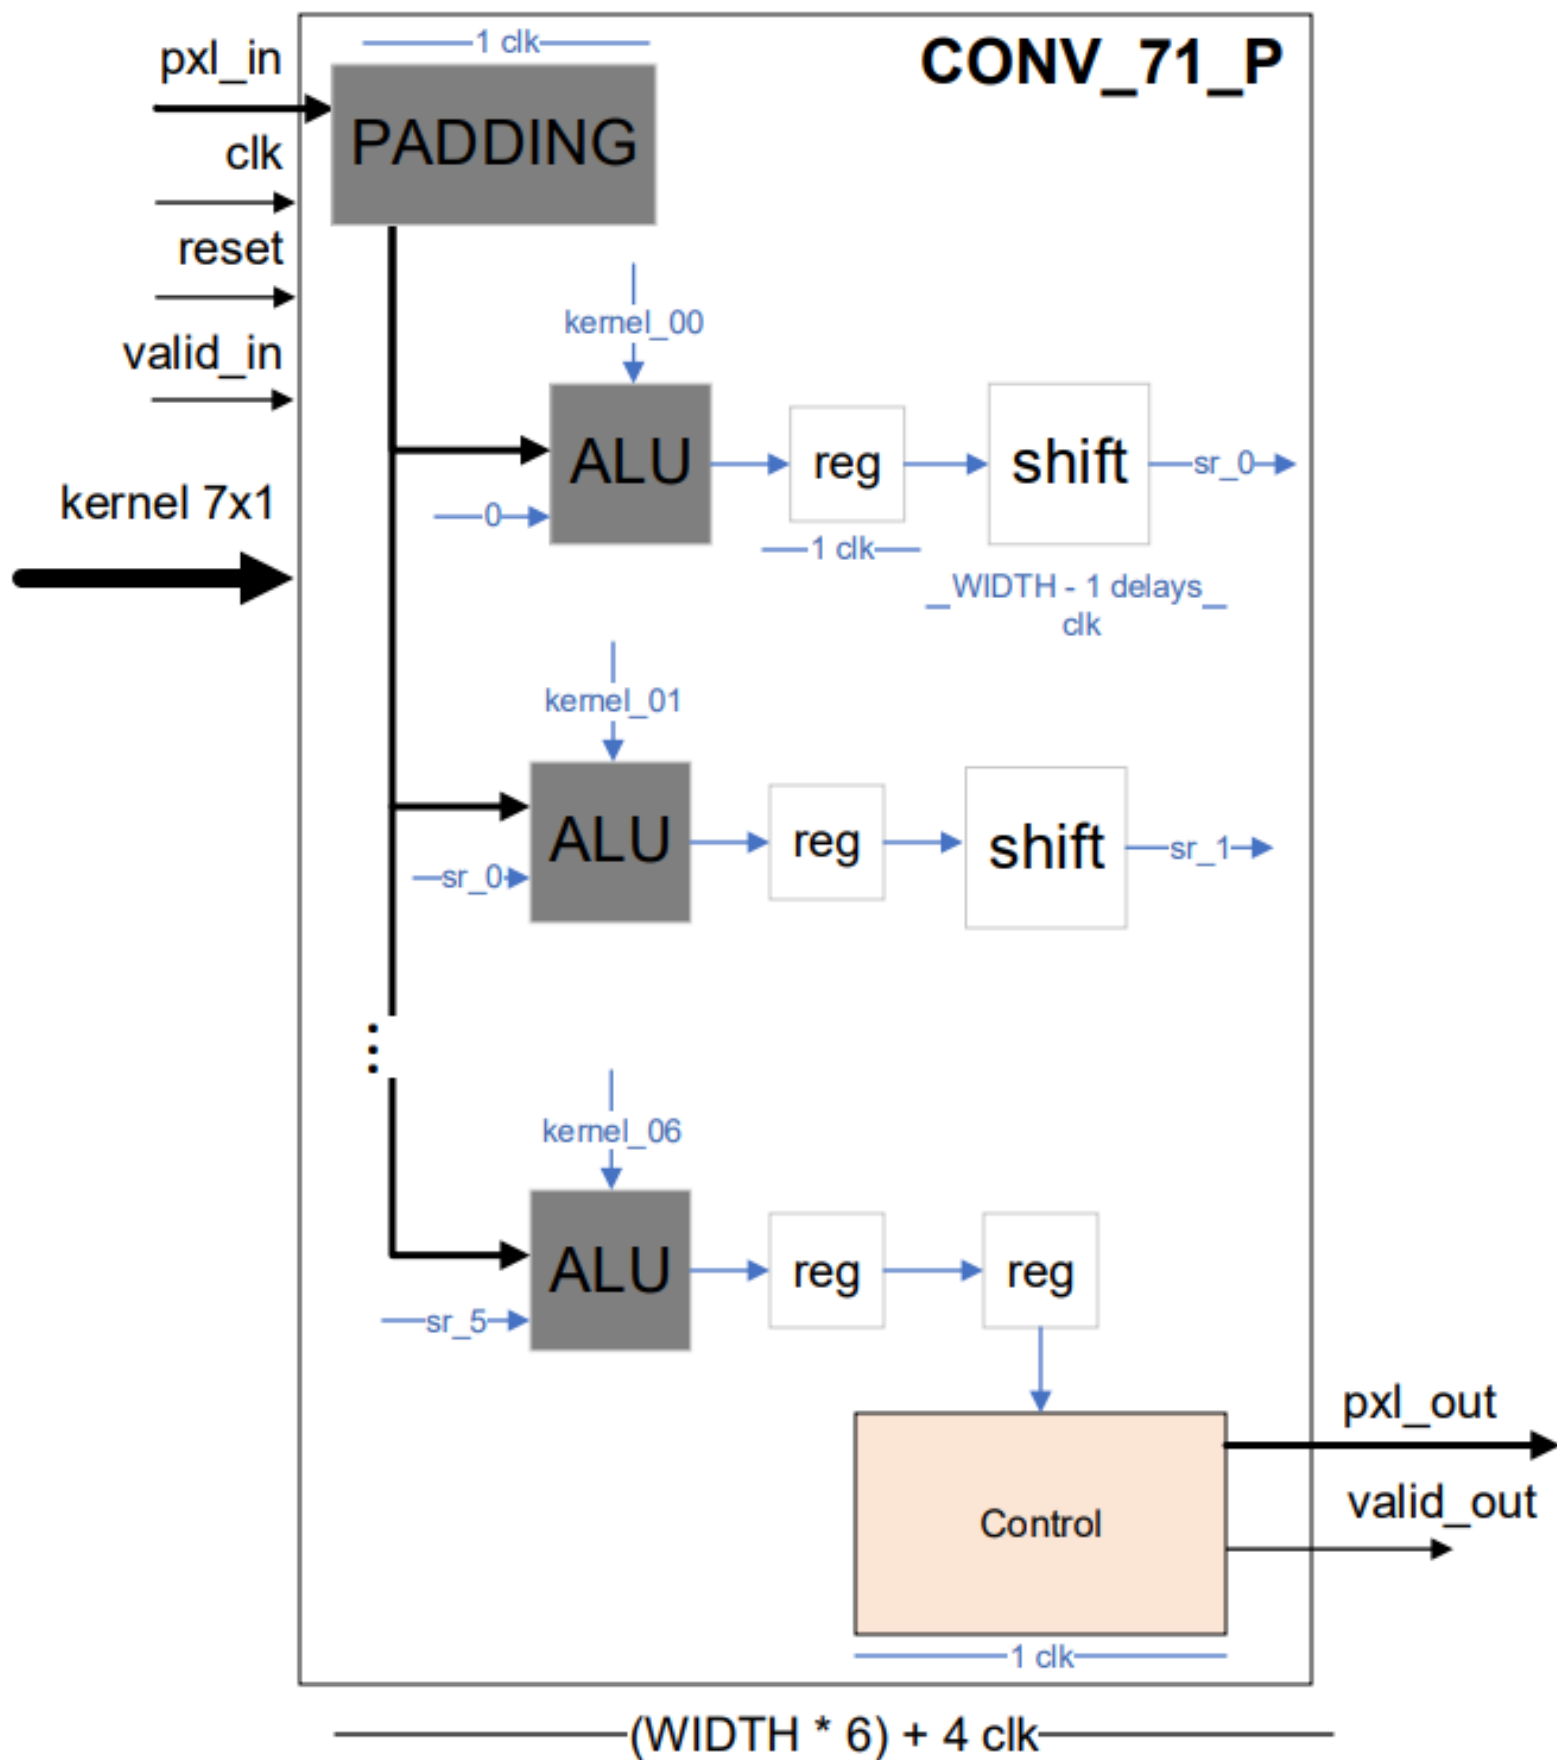 1 clk
CONV_71_P
pxl_in
PADDING
clk
reset
kernel_00
valid_in
ALU
reg
shift
sr_0
kernel 7x1
0
1 clk
WIDTH - 1 delays
clk
kernel_01
ALU
reg
shift
sr_1
sr_0
⋮
kernel_06
ALU
reg
reg
sr_5
pxl_out
valid_out
Control
1 clk
(WIDTH * 6) + 4 clk